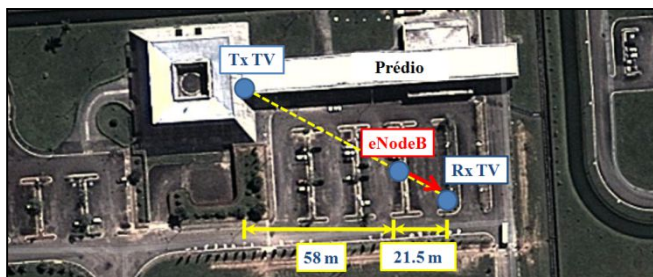 Tx TV
Prédio
eNodeB
Rx TV
58 m
21.5 m